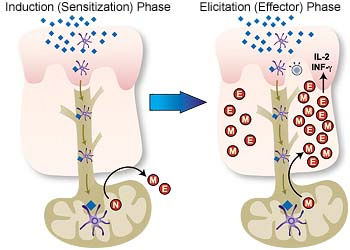 Induction (Sensitization) Phase
Elicitation (Effector) Phase
IL-2
INF-γ
N
M
E
E
M
E
M
M
E
E
M
E
M
E
M
E
M
E
M
M